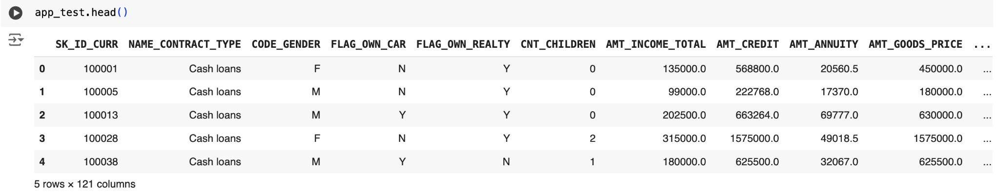 app_test.head()
SK_ID_CURR NAME_CONTRACT_TYPE CODE_GENDER FLAG_OWN_CAR FLAG_OWN_REALTY CNT_CHILDREN AMT_INCOME_TOTAL AMT_CREDIT AMT_ANNUITY AMT_GOODS_PRICE ...
0 100001 Cash loans F N Y 0 135000.0 568800.0 20560.5 450000.0 ...
1 100005 Cash loans M N Y 0 99000.0 222768.0 17370.0 180000.0 ...
2 100013 Cash loans M Y Y 0 202500.0 663264.0 69777.0 630000.0 ...
3 100028 Cash loans F N Y 2 315000.0 1575000.0 49018.5 1575000.0 ...
4 100038 Cash loans M Y N 1 180000.0 625500.0 32067.0 625500.0 ...
5 rows × 121 columns